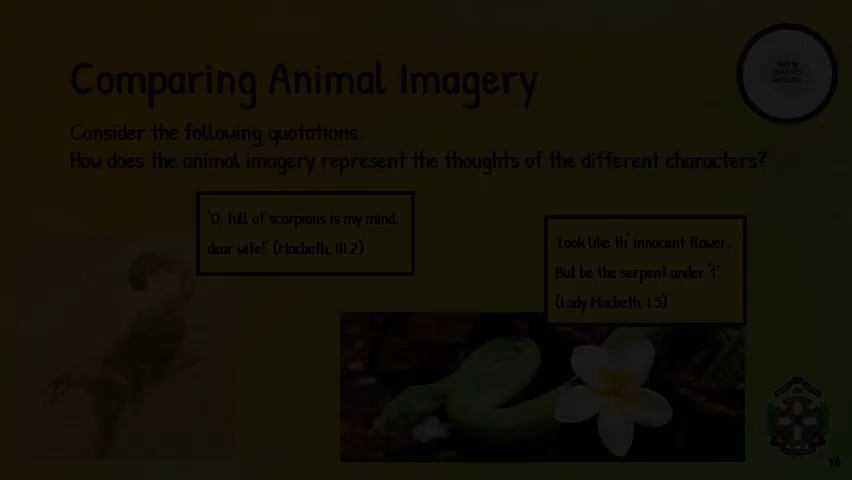 Comparing Animal Imagery
Consider the following quotations.
How does the animal imagery represent the thoughts of the different characters?
'O, full of scorpions is my mind,
dear wife!' (Macbeth, III.2)
'Look like th' innocent flower,
But be the serpent under 't'
(Lady Macbeth, I.5)
16